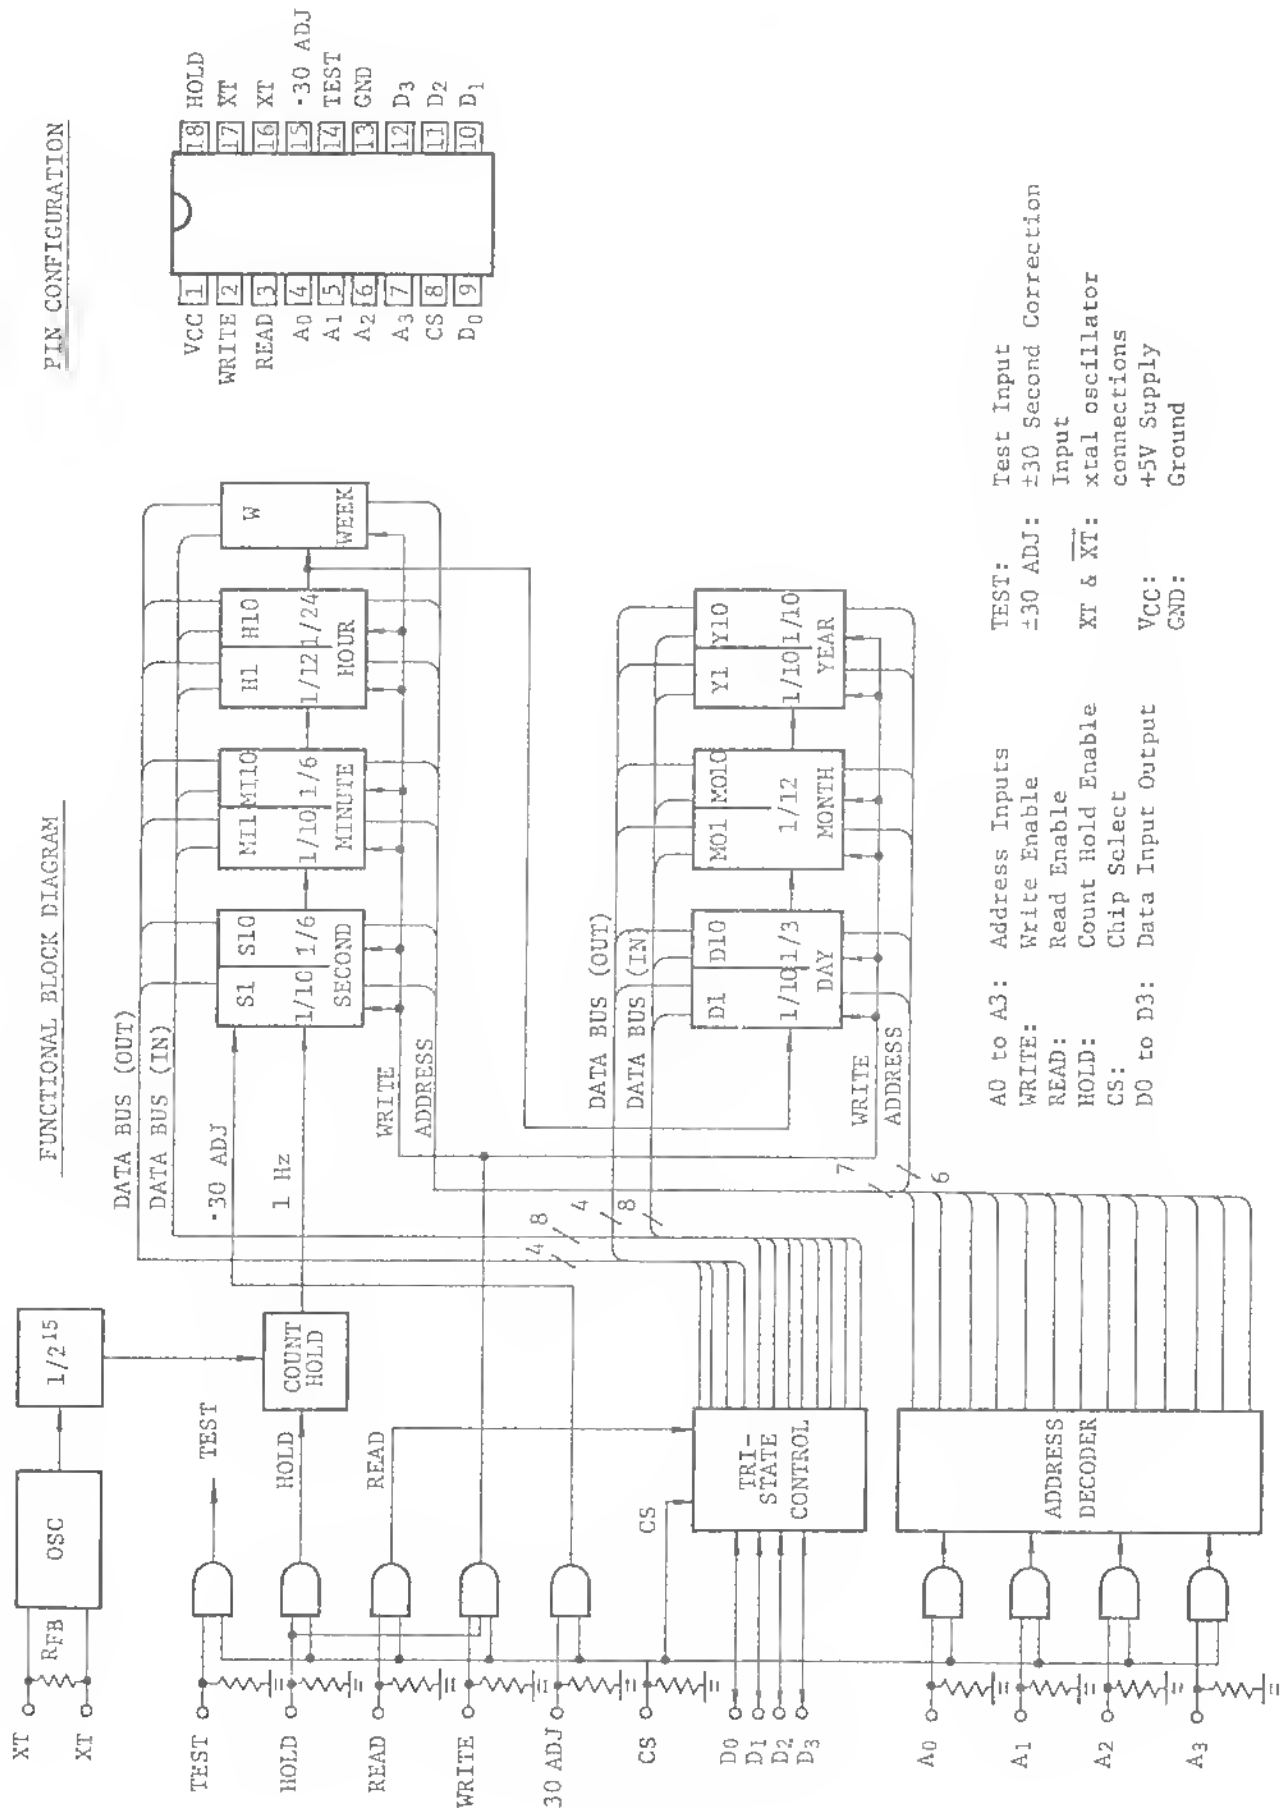 FUNCTIONAL BLOCK DIAGRAM
PIN CONFIGURATION
XT
XT
RFB
OSC
1/2¹⁵
TEST
HOLD
READ
WRITE
30 ADJ
CS
D0
D1
D2
D3
A0
A1
A2
A3
TEST
HOLD
READ
COUNT
HOLD
CS
TRI-
STATE
CONTROL
ADDRESS
DECODER
DATA BUS (OUT)
DATA BUS (IN)
·30 ADJ
1 Hz
WRITE
ADDRESS
4
8
4
8
7
6
S1 S10
1/10 1/6
SECOND
MI1 MI10
1/10 1/6
MINUTE
H1 H10
1/12 1/24
HOUR
W
WEEK
DATA BUS (OUT)
DATA BUS (IN)
WRITE
ADDRESS
D1 D10
1/10 1/3
DAY
MO1 MO10
1/12
MONTH
Y1 Y10
1/10 1/10
YEAR
VCC 1
WRITE 2
READ 3
A0 4
A1 5
A2 6
A3 7
CS 8
D0 9
18 HOLD
17 XT
16 XT
15 ·30 ADJ
14 TEST
13 GND
12 D3
11 D2
10 D1
A0 to A3: Address Inputs
WRITE: Write Enable
READ: Read Enable
HOLD: Count Hold Enable
CS: Chip Select
D0 to D3: Data Input Output
TEST: Test Input
±30 ADJ: ±30 Second Correction
Input
XT & X̅T̅: xtal oscillator
connections
VCC: +5V Supply
GND: Ground